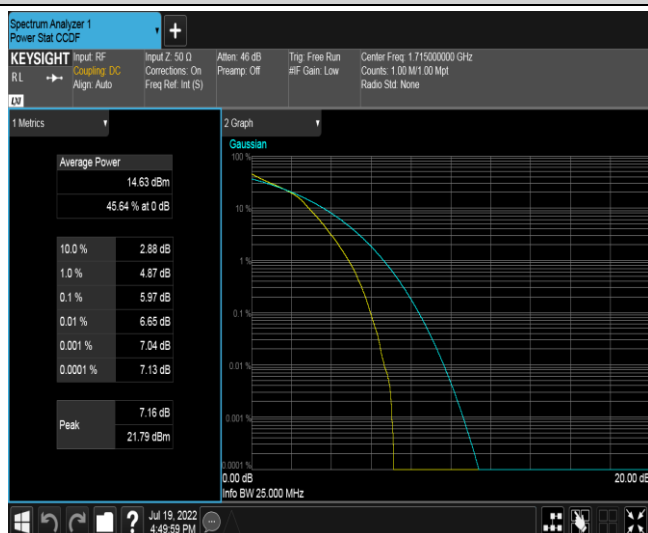 Spectrum Analyzer 1
Power Stat CCDF
KEYSIGHT
R L
LXI
Input: RF
Coupling: DC
Align: Auto
Input Z: 50 Ω
Corrections: On
Freq Ref: Int (S)
Atten: 46 dB
Preamp: Off
Trig: Free Run
#IF Gain: Low
Center Freq: 1.715000000 GHz
Counts: 1.00 M/1.00 Mpt
Radio Std: None
1 Metrics
Average Power
14.63 dBm
45.64 % at 0 dB
10.0 % 2.88 dB
1.0 % 4.87 dB
0.1 % 5.97 dB
0.01 % 6.65 dB
0.001 % 7.04 dB
0.0001 % 7.13 dB
Peak
7.16 dB
21.79 dBm
2 Graph
Gaussian
100 %
10 %
1 %
0.1 %
0.01 %
0.001 %
0.0001 %
0.00 dB 20.00 dB
Info BW 25.000 MHz
Jul 19, 2022
4:49:59 PM